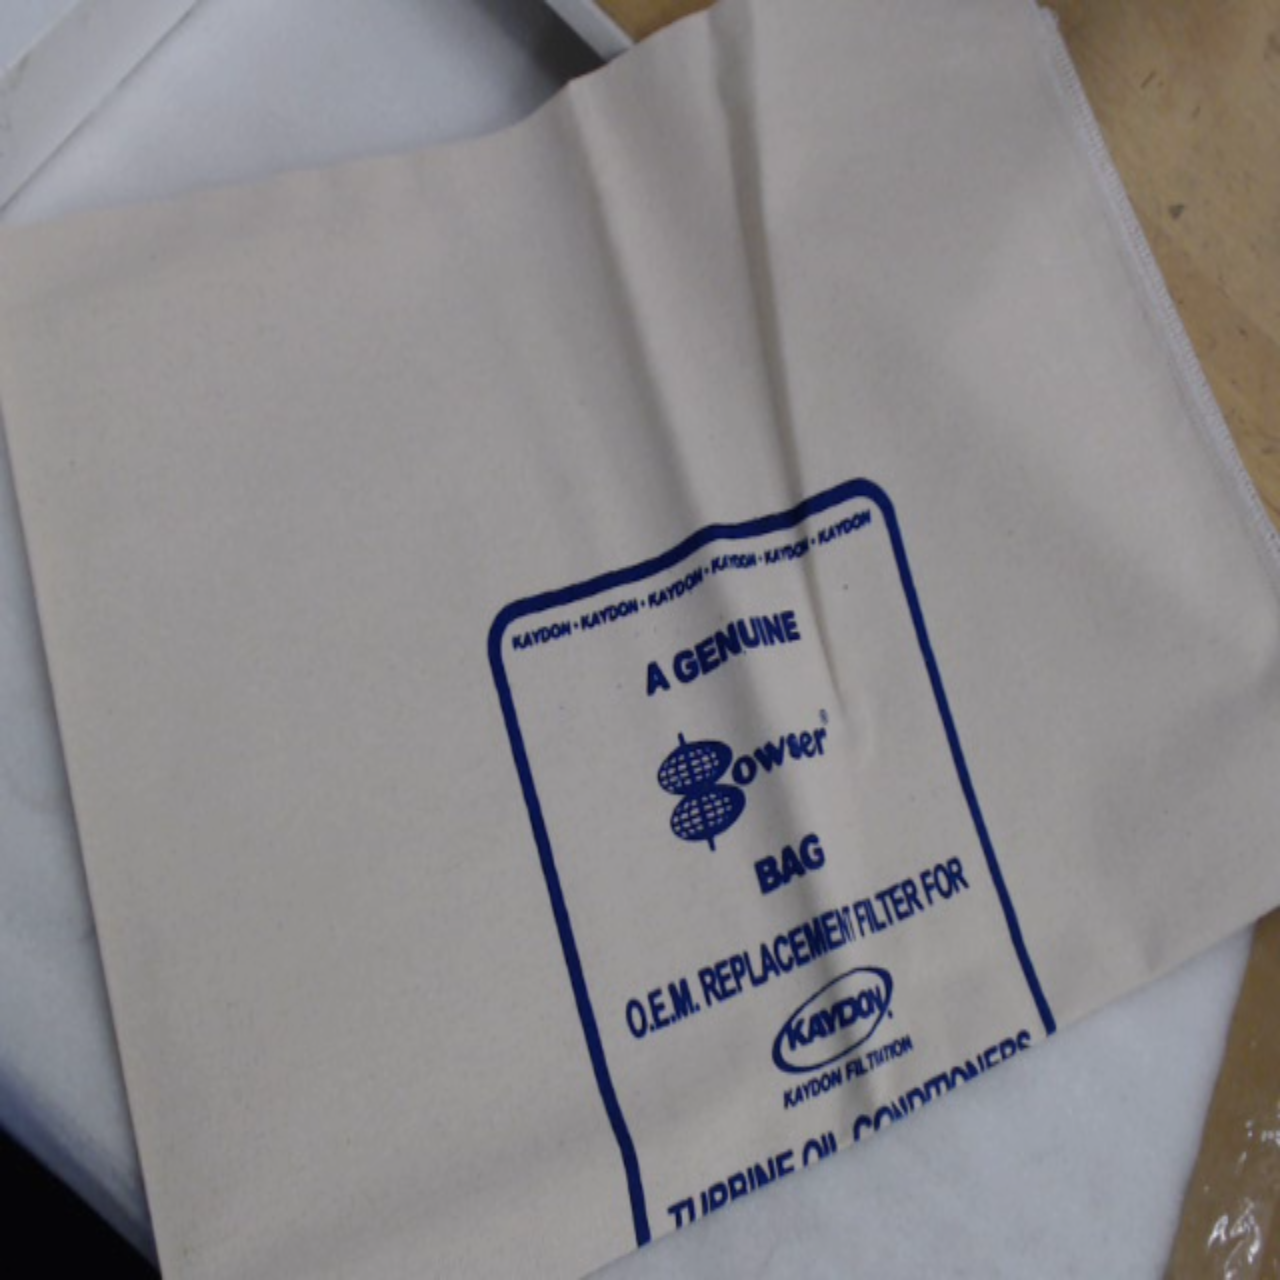 KAYDON · KAYDON · KAYDON · KAYDON · KAYDON · KAYDON
A GENUINE
Bowser®
BAG
O.E.M. REPLACEMENT FILTER FOR
KAYDON
KAYDON FILTRATION
TURBINE OIL CONDITIONERS